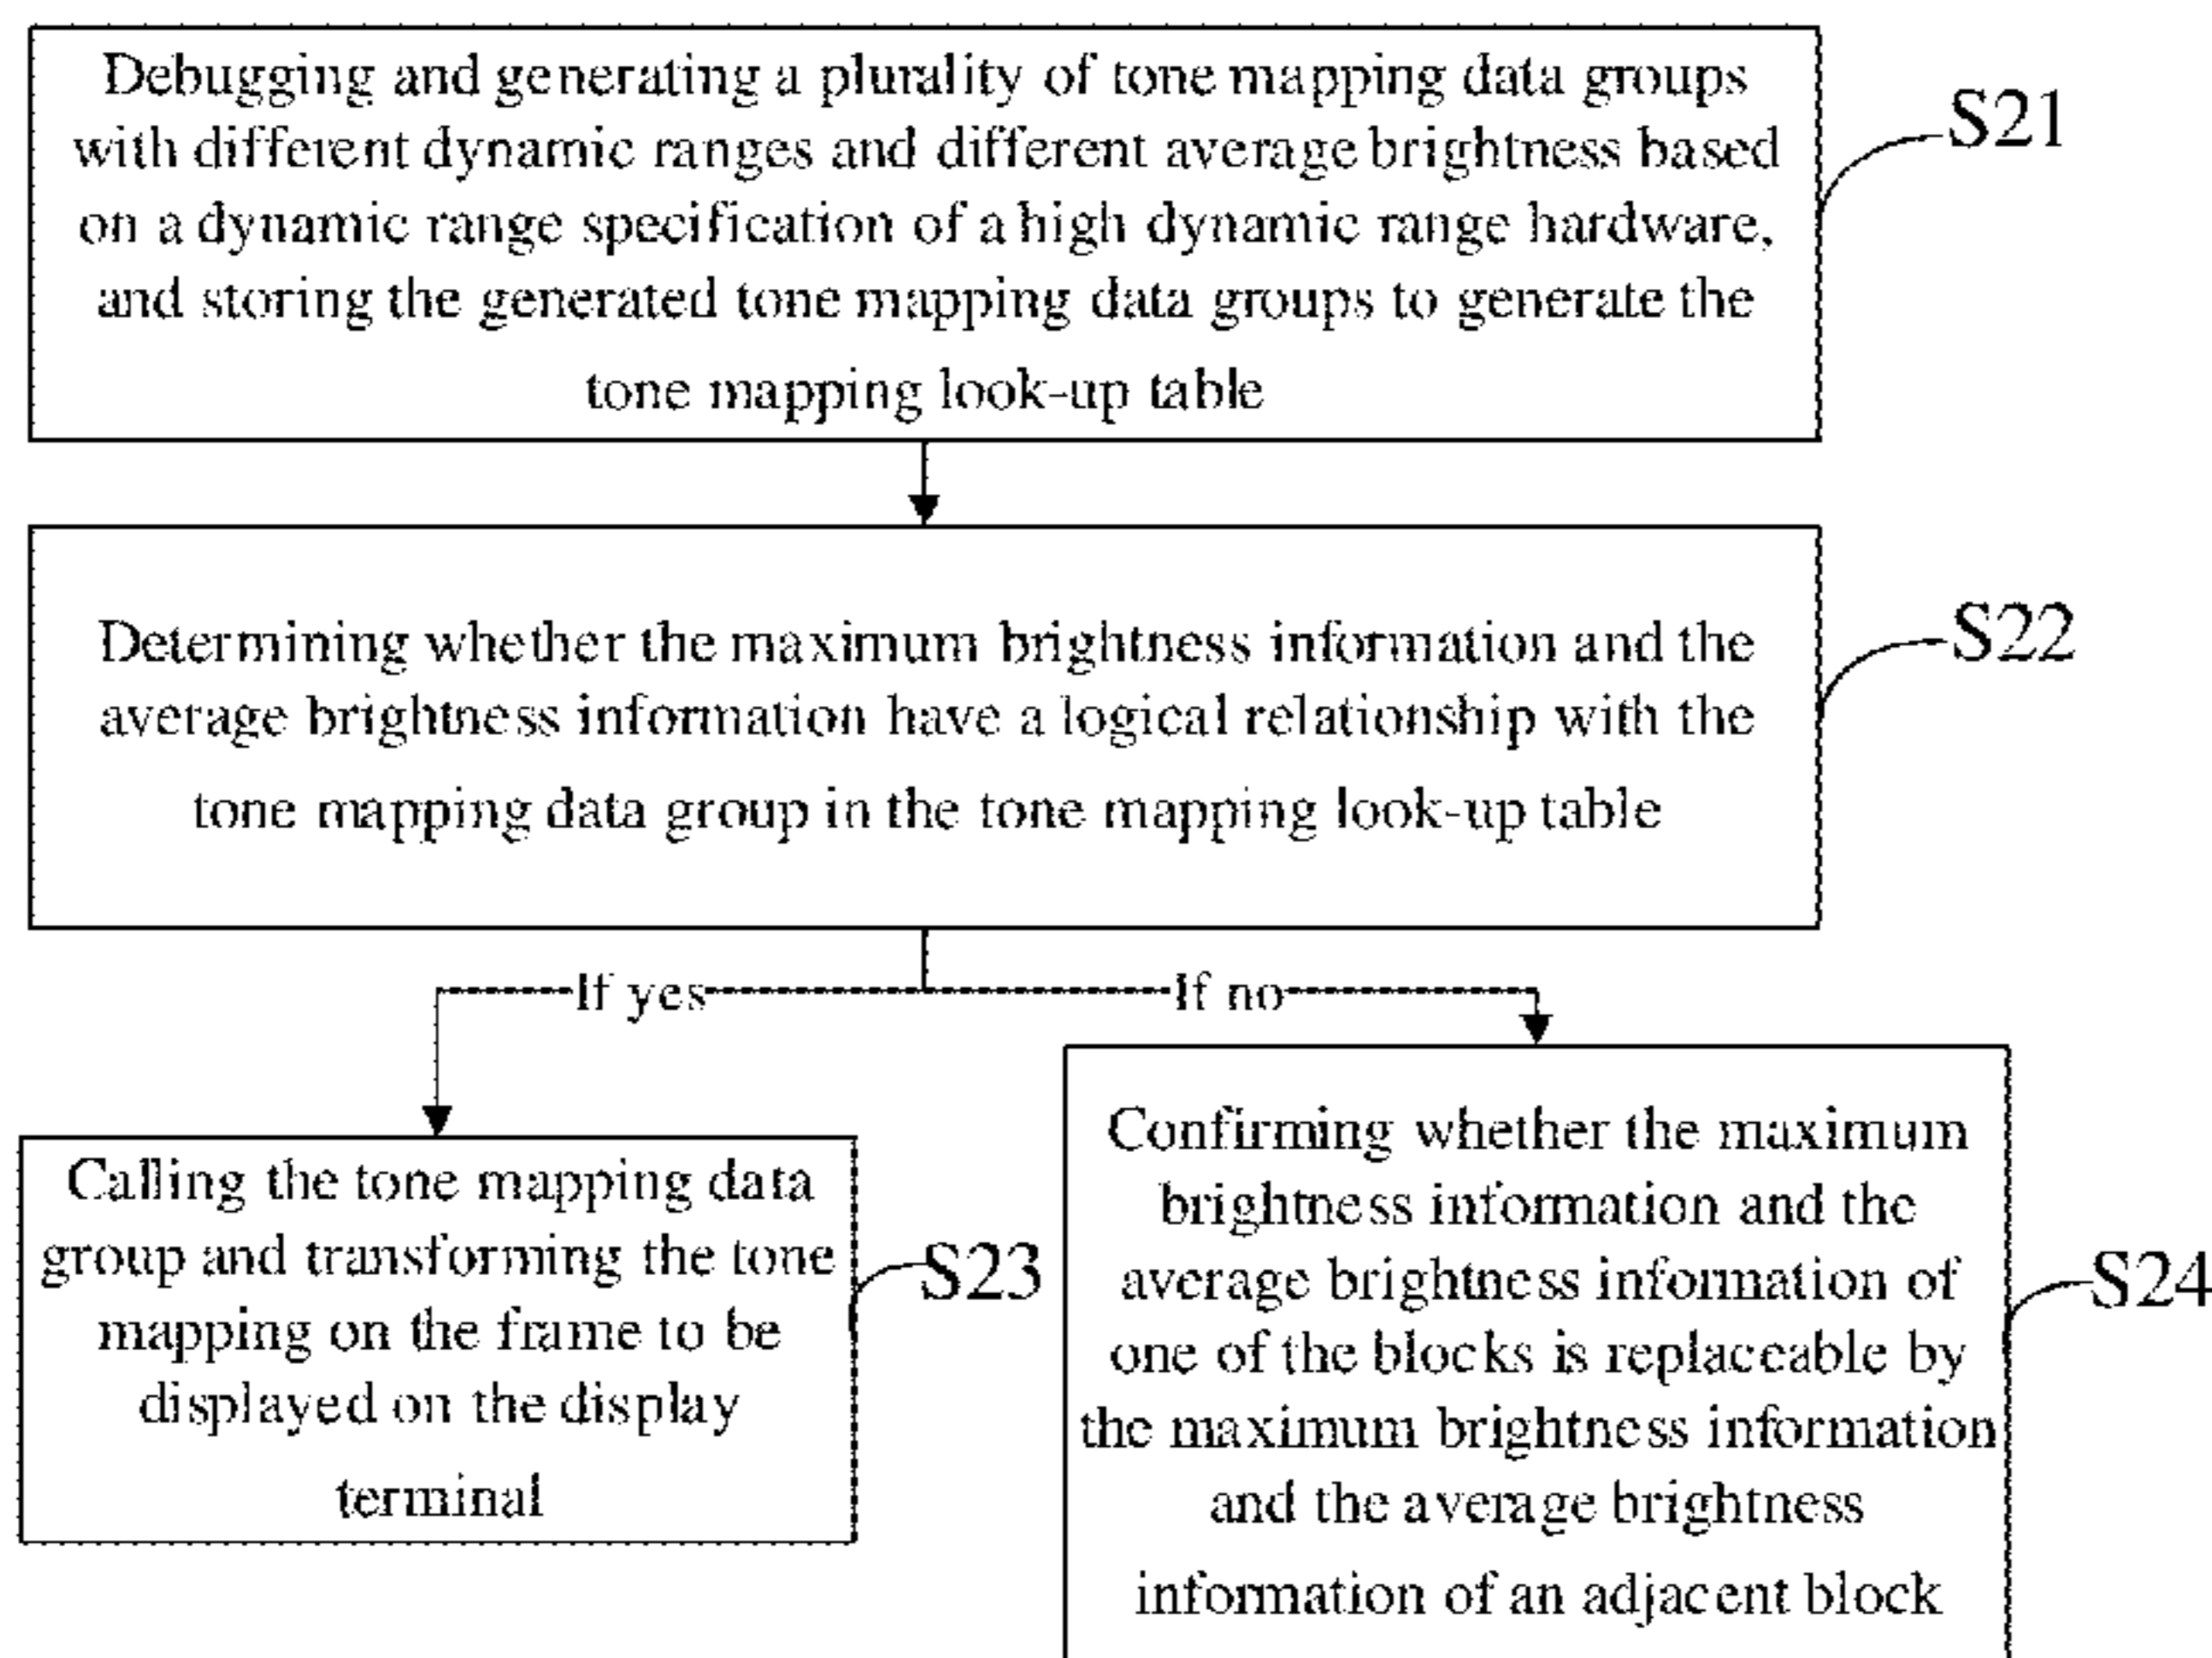 Debugging and generating a plurality of tone mapping data groups
with different dynamic ranges and different average brightness based
on a dynamic range specification of a high dynamic range hardware,
and storing the generated tone mapping data groups to generate the
tone mapping look-up table
S21
Determining whether the maximum brightness information and the
average brightness information have a logical relationship with the
tone mapping data group in the tone mapping look-up table
S22
If yes
If no
Calling the tone mapping data
group and transforming the tone
mapping on the frame to be
displayed on the display
terminal
S23
Confirming whether the maximum
brightness information and the
average brightness information of
one of the blocks is replaceable by
the maximum brightness information
and the average brightness
information of an adjacent block
S24